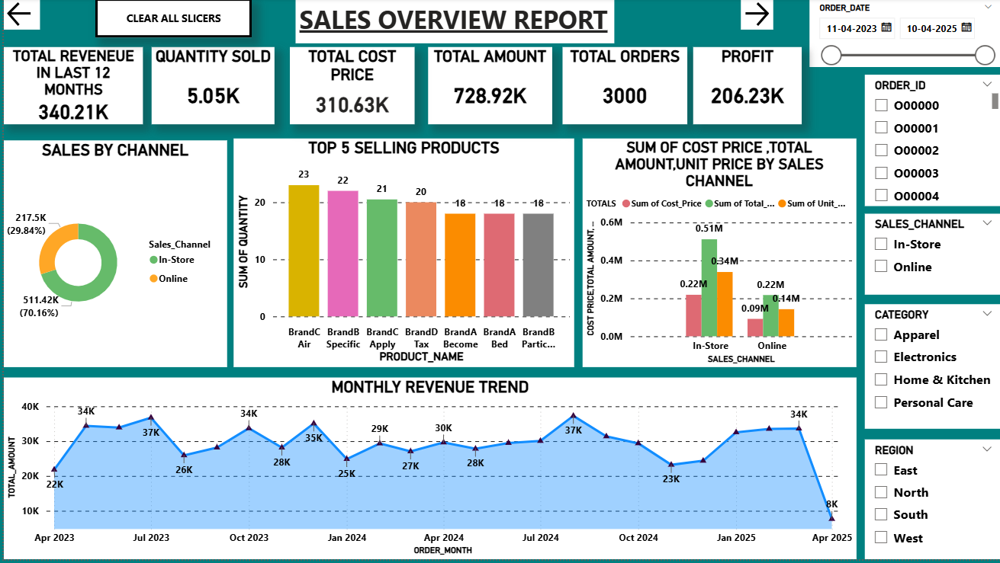 CLEAR ALL SLICERS
SALES OVERVIEW REPORT
ORDER_DATE
11-04-2023
10-04-2025
TOTAL REVENEUE
IN LAST 12
MONTHS
340.21K
QUANTITY SOLD
5.05K
TOTAL COST
PRICE
310.63K
TOTAL AMOUNT
728.92K
TOTAL ORDERS
3000
PROFIT
206.23K
ORDER_ID
O00000
O00001
O00002
O00003
O00004
SALES BY CHANNEL
217.5K
(29.84%)
511.42K
(70.16%)
Sales_Channel
In-Store
Online
TOP 5 SELLING PRODUCTS
SUM OF QUANTITY
20
10
0
23
22
21
20
18
18
18
BrandC
Air
BrandB
Specific
BrandC
Apply
BrandD
Tax
BrandA
Become
BrandA
Bed
BrandB
Partic...
PRODUCT_NAME
SUM OF COST PRICE ,TOTAL
AMOUNT,UNIT PRICE BY SALES
CHANNEL
TOTALS Sum of Cost_Price Sum of Total_... Sum of Unit_...
COST PRICE,TOTAL AMOUNT, ...
0.6M
0.4M
0.2M
0.0M
0.22M
0.51M
0.34M
0.09M
0.22M
0.14M
In-Store
Online
SALES_CHANNEL
SALES_CHANNEL
In-Store
Online
CATEGORY
Apparel
Electronics
Home & Kitchen
Personal Care
REGION
East
North
South
West
MONTHLY REVENUE TREND
TOTAL_AMOUNT
40K
30K
20K
10K
22K
34K
37K
26K
34K
28K
35K
25K
29K
27K
30K
28K
37K
23K
34K
8K
Apr 2023
Jul 2023
Oct 2023
Jan 2024
Apr 2024
Jul 2024
Oct 2024
Jan 2025
Apr 2025
ORDER_MONTH